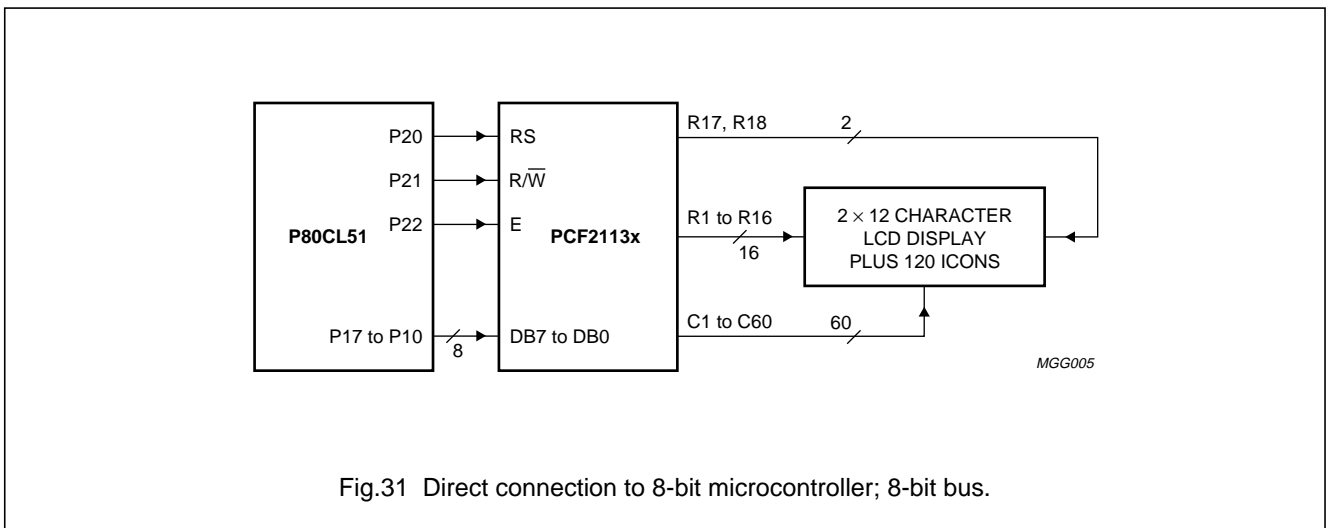 P80CL51
P20
P21
P22
P17 to P10
8
PCF2113x
RS
R/W̅
E
DB7 to DB0
R17, R18
2
R1 to R16
16
C1 to C60
60
2 × 12 CHARACTER
LCD DISPLAY
PLUS 120 ICONS
MGG005
Fig.31 Direct connection to 8-bit microcontroller; 8-bit bus.